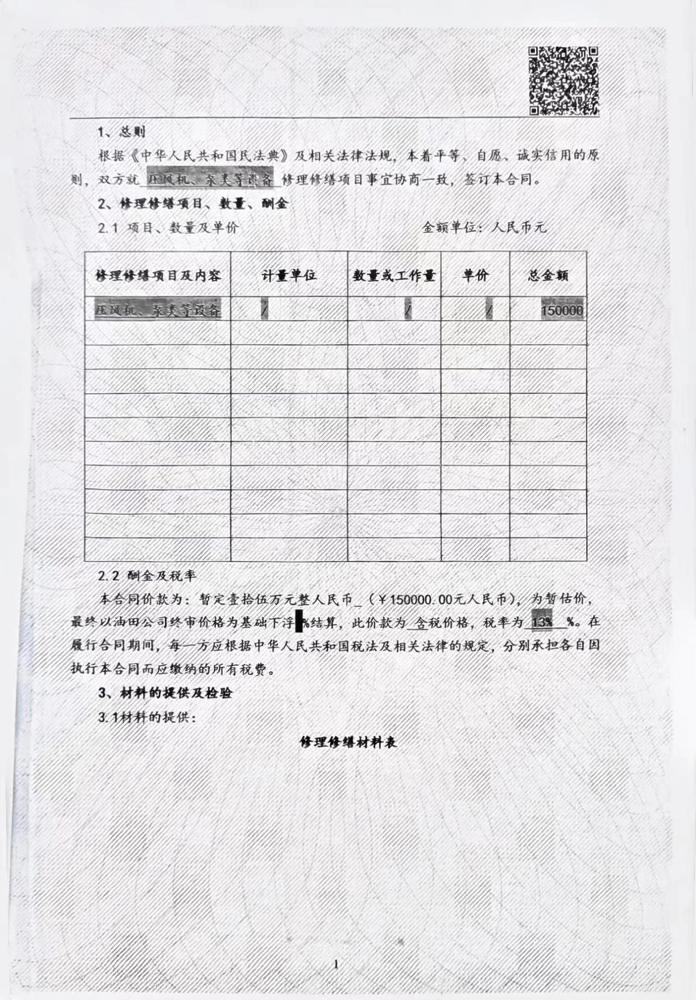 1、总则
根据《中华人民共和国民法典》及相关法律法规，本着平等、自愿、诚实信用的原
则，双方就 压风机、泵类等设备 修理修缮项目事宜协商一致，签订本合同。
2、修理修缮项目、数量、酬金
2.1 项目、数量及单价 金额单位：人民币元
修理修缮项目及内容 计量单位 数量或工作量 单价 总金额
压风机、泵类等设备 / / / 150000
2.2 酬金及税率
本合同价款为：暂定壹拾伍万元整人民币_（￥150000.00元人民币），为暂估价，
最终以油田公司终审价格为基础下浮%结算，此价款为 含税价格，税率为 13% %。在
履行合同期间，每一方应根据中华人民共和国税法及相关法律的规定，分别承担各自因
执行本合同而应缴纳的所有税费。
3、材料的提供及检验
3.1材料的提供：
修理修缮材料表
1